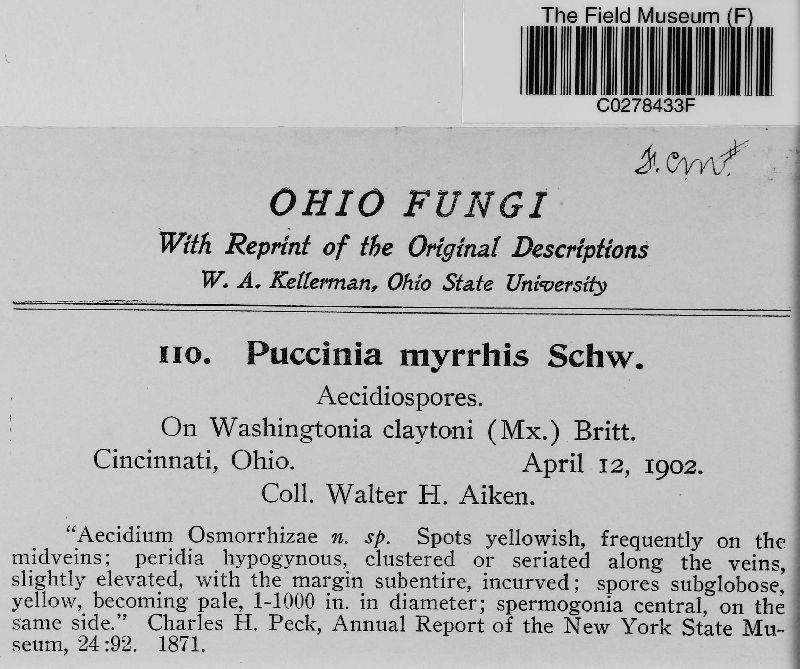 The Field Museum (F)
C0278433F
OHIO FUNGI
With Reprint of the Original Descriptions
W. A. Kellerman, Ohio State University
110. Puccinia myrrhis Schw.
Aecidiospores.
On Washingtonia claytoni (Mx.) Britt.
Cincinnati, Ohio. April 12, 1902.
Coll. Walter H. Aiken.
“Aecidium Osmorrhizae n. sp. Spots yellowish, frequently on the
midveins; peridia hypogynous, clustered or seriated along the veins,
slightly elevated, with the margin subentire, incurved; spores subglobose,
yellow, becoming pale, 1-1000 in. in diameter; spermogonia central, on the
same side.” Charles H. Peck, Annual Report of the New York State Mu-
seum, 24:92. 1871.